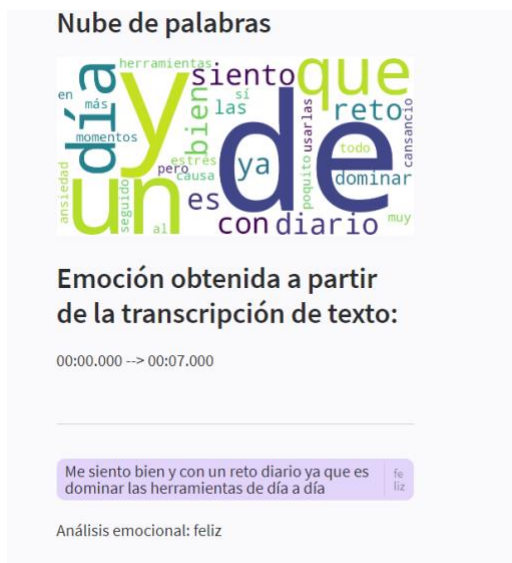 Nube de palabras
herramientas
siento
que
en
más
día
y
bien
sí
las
usarlas
reto
cansancio
momentos
de
todo
estrés
pero
causa
ya
poquito
dominar
ansiedad
un
seguido
es
al
con
diario
muy
Emoción obtenida a partir
de la transcripción de texto:
00:00.000 --> 00:07.000
Me siento bien y con un reto diario ya que es
dominar las herramientas de día a día
fe
liz
Análisis emocional: feliz